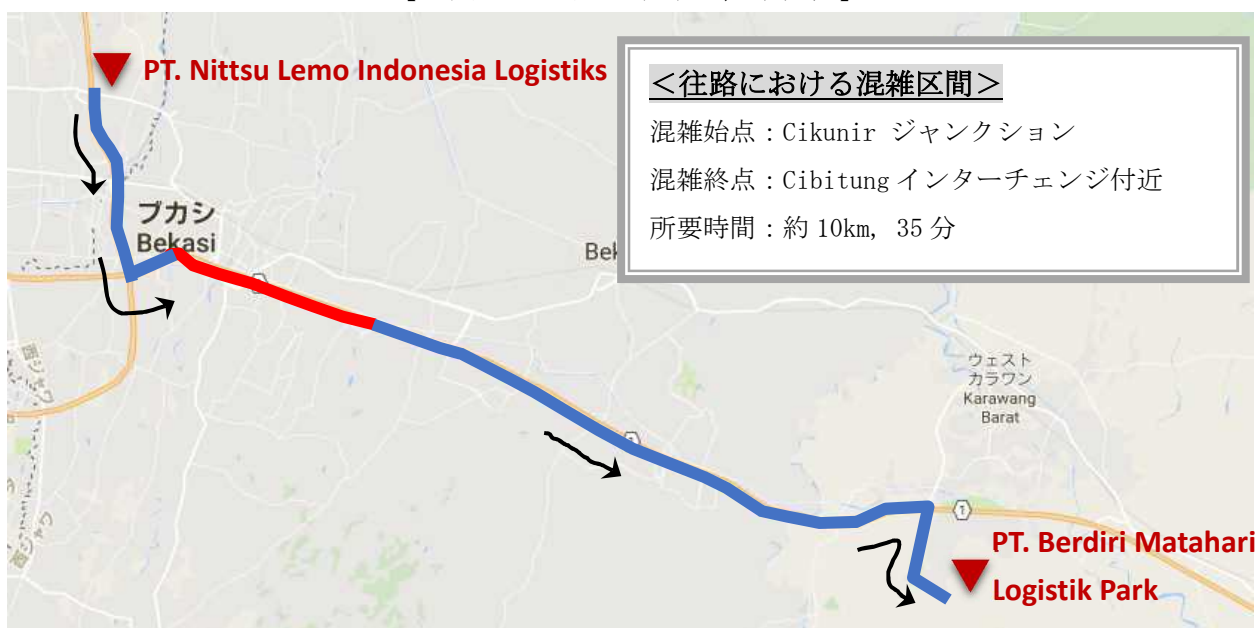 PT. Nittsu Lemo Indonesia Logistiks
<往路における混雑区間>
混雑始点：Cikunir ジャンクション
混雑終点：Cibitung インターチェンジ付近
所要時間：約 10km, 35 分
ブカシ
Bekasi
Bek
ウェスト
カラワン
Karawang
Barat
1
PT. Berdiri Matahari
Logistik Park